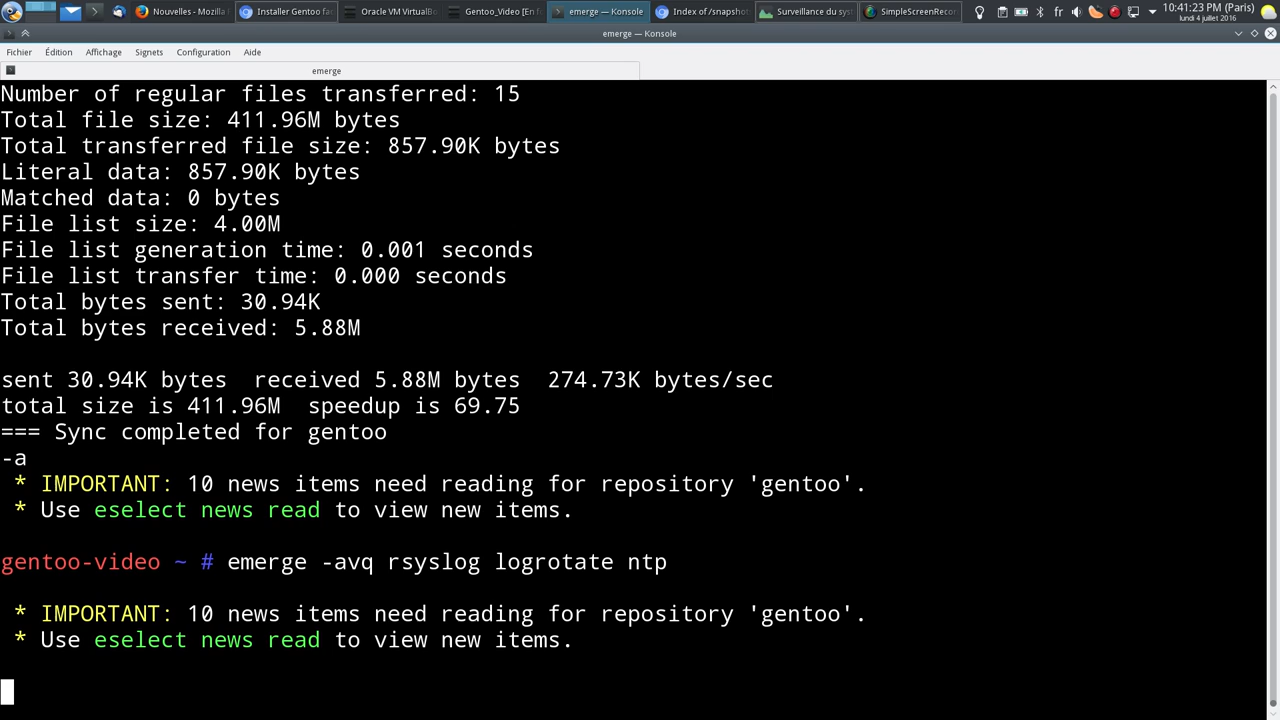 Nouvelles - Mozilla
Installer Gentoo fac
Oracle VM VirtualBo
Gentoo_Video [En f
emerge — Konsole
Index of /snapshot
Surveillance du sys
SimpleScreenRec
fr
10:41:23 PM (Paris)
lundi 4 juillet 2016
emerge — Konsole
Fichier Édition Affichage Signets Configuration Aide
emerge
Number of regular files transferred: 15
Total file size: 411.96M bytes
Total transferred file size: 857.90K bytes
Literal data: 857.90K bytes
Matched data: 0 bytes
File list size: 4.00M
File list generation time: 0.001 seconds
File list transfer time: 0.000 seconds
Total bytes sent: 30.94K
Total bytes received: 5.88M
sent 30.94K bytes  received 5.88M bytes  274.73K bytes/sec
total size is 411.96M  speedup is 69.75
=== Sync completed for gentoo
-a
* IMPORTANT: 10 news items need reading for repository 'gentoo'.
* Use eselect news read to view new items.
gentoo-video ~ # emerge -avq rsyslog logrotate ntp
* IMPORTANT: 10 news items need reading for repository 'gentoo'.
* Use eselect news read to view new items.